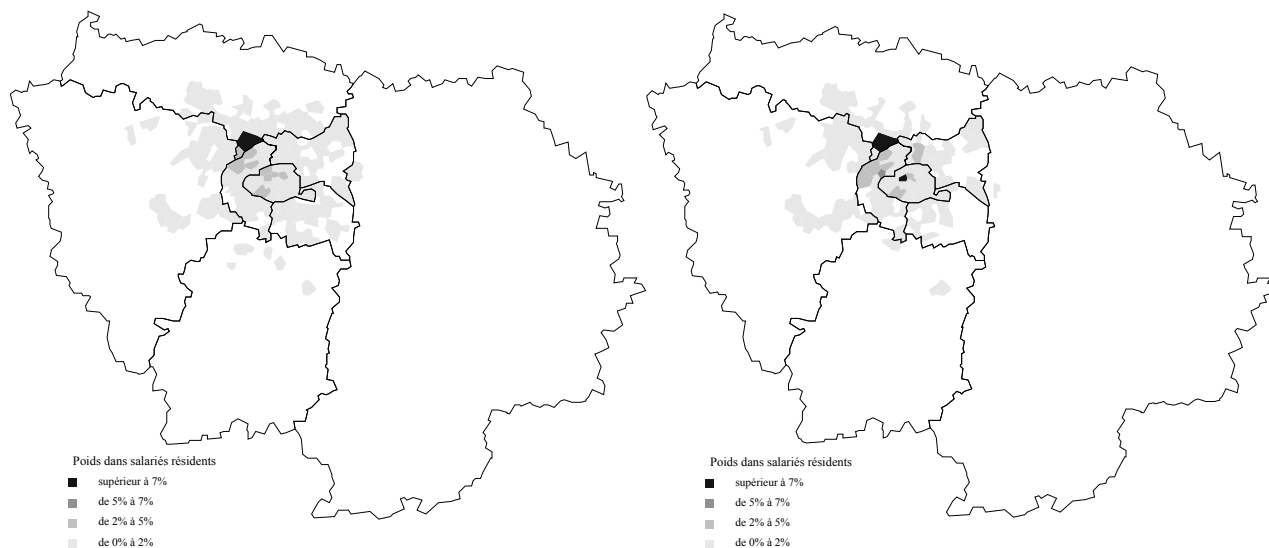 Poids dans salariés résidents
supérieur à 7%
de 5% à 7%
de 2% à 5%
de 0% à 2%
Poids dans salariés résidents
supérieur à 7%
de 5% à 7%
de 2% à 5%
de 0% à 2%